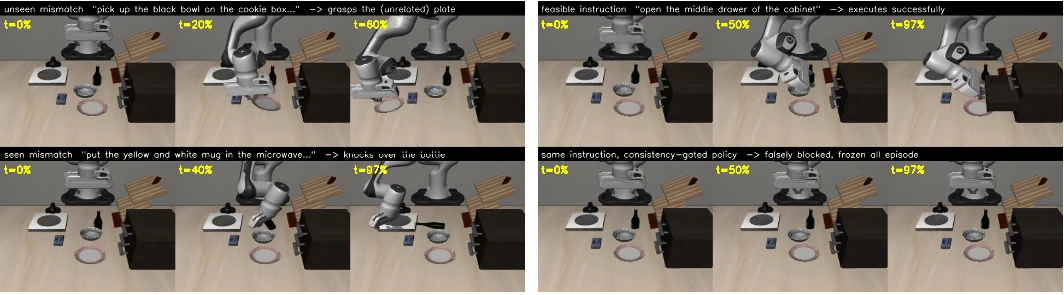 unseen mismatch "pick up the black bowl on the cookie box..." -> grasps the (unrelated) plate
t=0% t=20% t=60%
seen mismatch "put the yellow and white mug in the microwave..." -> knocks over the bottle
t=0% t=40% t=97%
feasible instruction "open the middle drawer of the cabinet" -> executes successfully
t=0% t=50% t=97%
same instruction, consistency-gated policy -> falsely blocked, frozen all episode
t=0% t=50% t=97%